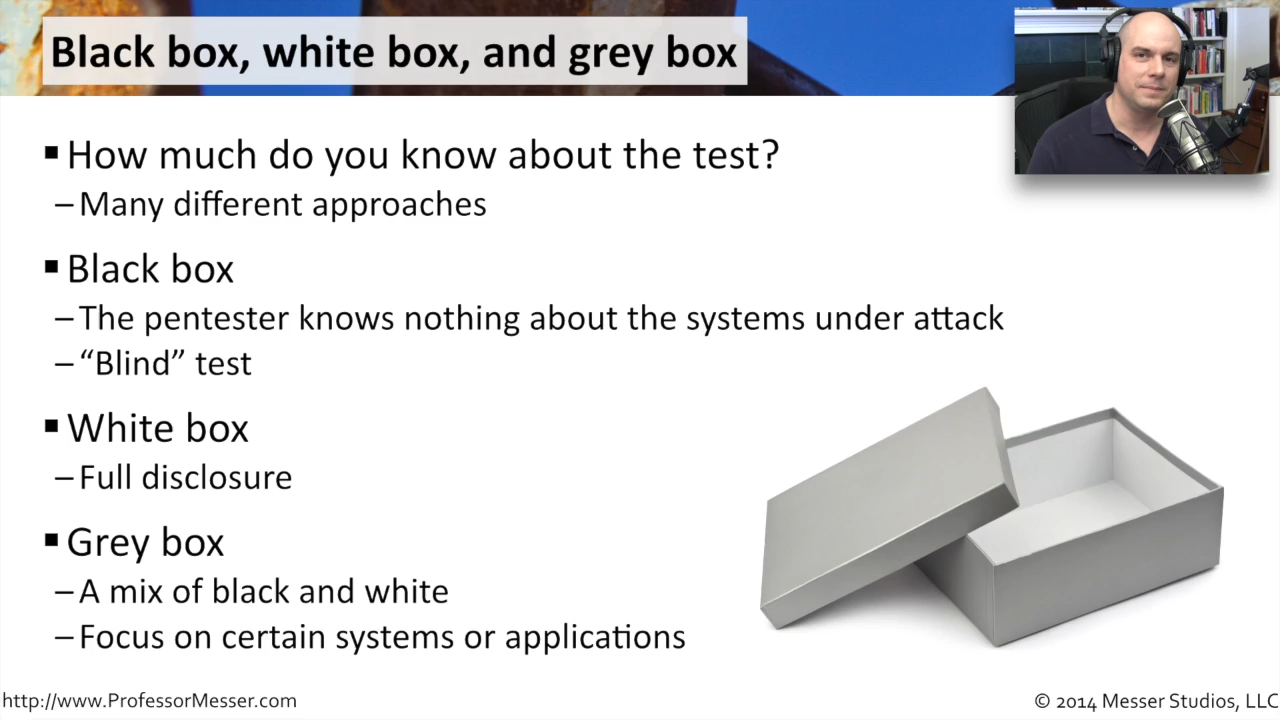 Black box, white box, and grey box
▪ How much do you know about the test?
– Many different approaches
▪ Black box
– The pentester knows nothing about the systems under attack
– “Blind” test
▪ White box
– Full disclosure
▪ Grey box
– A mix of black and white
– Focus on certain systems or applications
http://www.ProfessorMesser.com
© 2014 Messer Studios, LLC